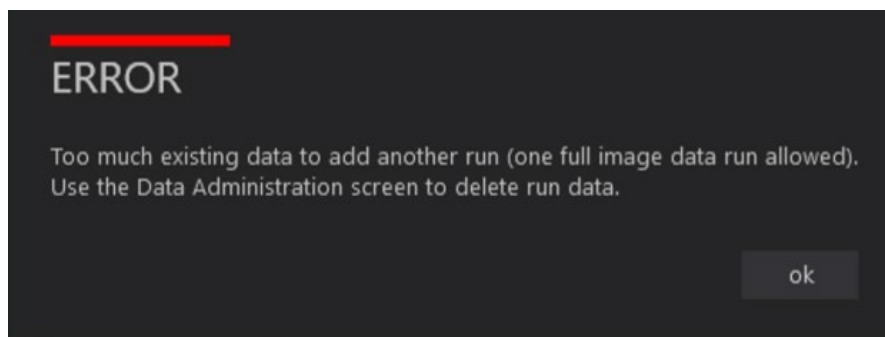 ERROR
Too much existing data to add another run (one full image data run allowed).
Use the Data Administration screen to delete run data.
ok